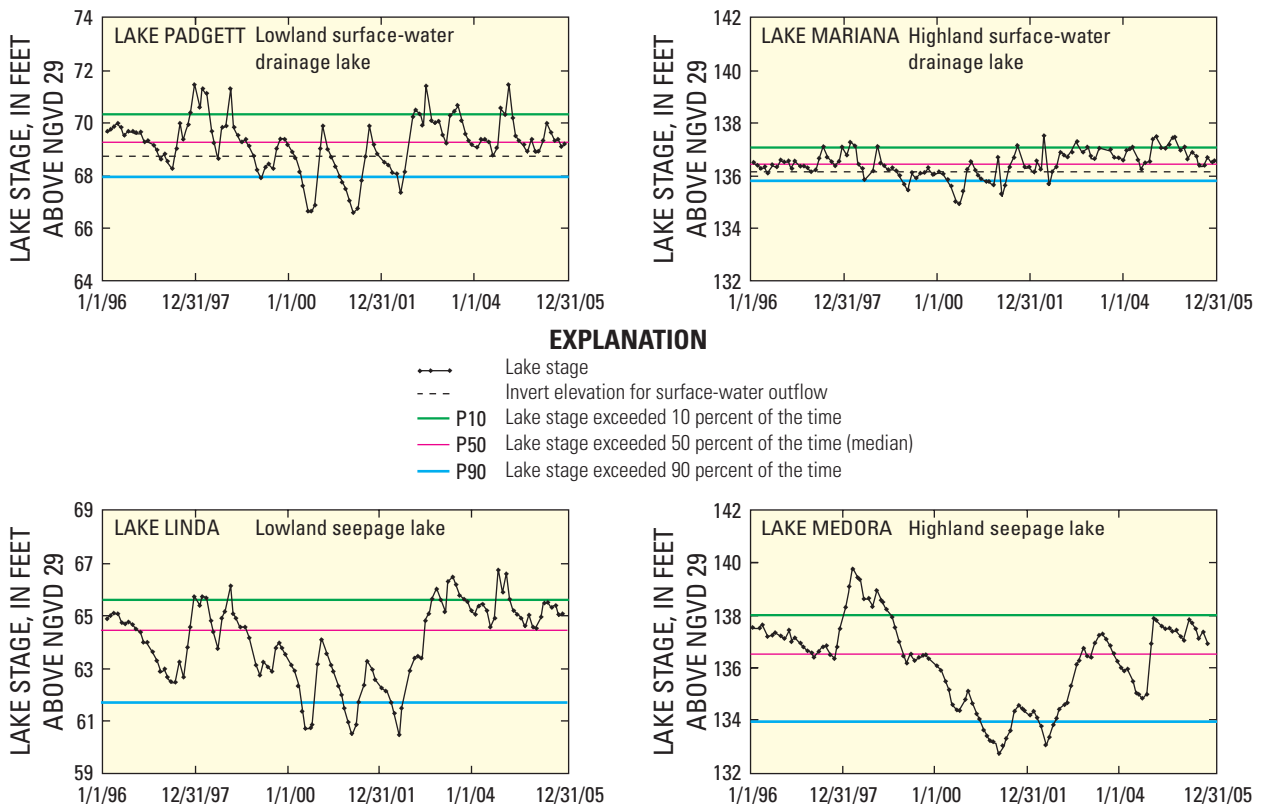 LAKE STAGE, IN FEET
ABOVE NGVD 29
74
72
70
68
66
64
LAKE PADGETT Lowland surface-water
drainage lake
1/1/96 12/31/97 1/1/00 12/31/01 1/1/04 12/31/05
LAKE STAGE, IN FEET
ABOVE NGVD 29
142
140
138
136
134
132
LAKE MARIANA Highland surface-water
drainage lake
1/1/96 12/31/97 1/1/00 12/31/01 1/1/04 12/31/05
EXPLANATION
Lake stage
Invert elevation for surface-water outflow
P10 Lake stage exceeded 10 percent of the time
P50 Lake stage exceeded 50 percent of the time (median)
P90 Lake stage exceeded 90 percent of the time
LAKE STAGE, IN FEET
ABOVE NGVD 29
69
67
65
63
61
59
LAKE LINDA Lowland seepage lake
1/1/96 12/31/97 1/1/00 12/31/01 1/1/04 12/31/05
LAKE STAGE, IN FEET
ABOVE NGVD 29
142
140
138
136
134
132
LAKE MEDORA Highland seepage lake
1/1/96 12/31/97 1/1/00 12/31/01 1/1/04 12/31/05